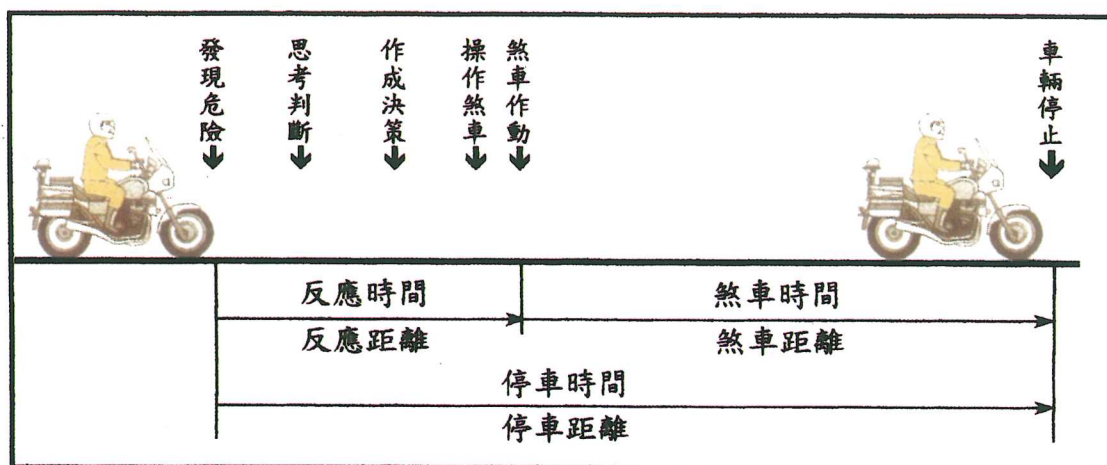 發現危險
思考判斷
作成決策
操作煞車
煞車作動
車輛停止
反應時間
煞車時間
反應距離
煞車距離
停車時間
停車距離